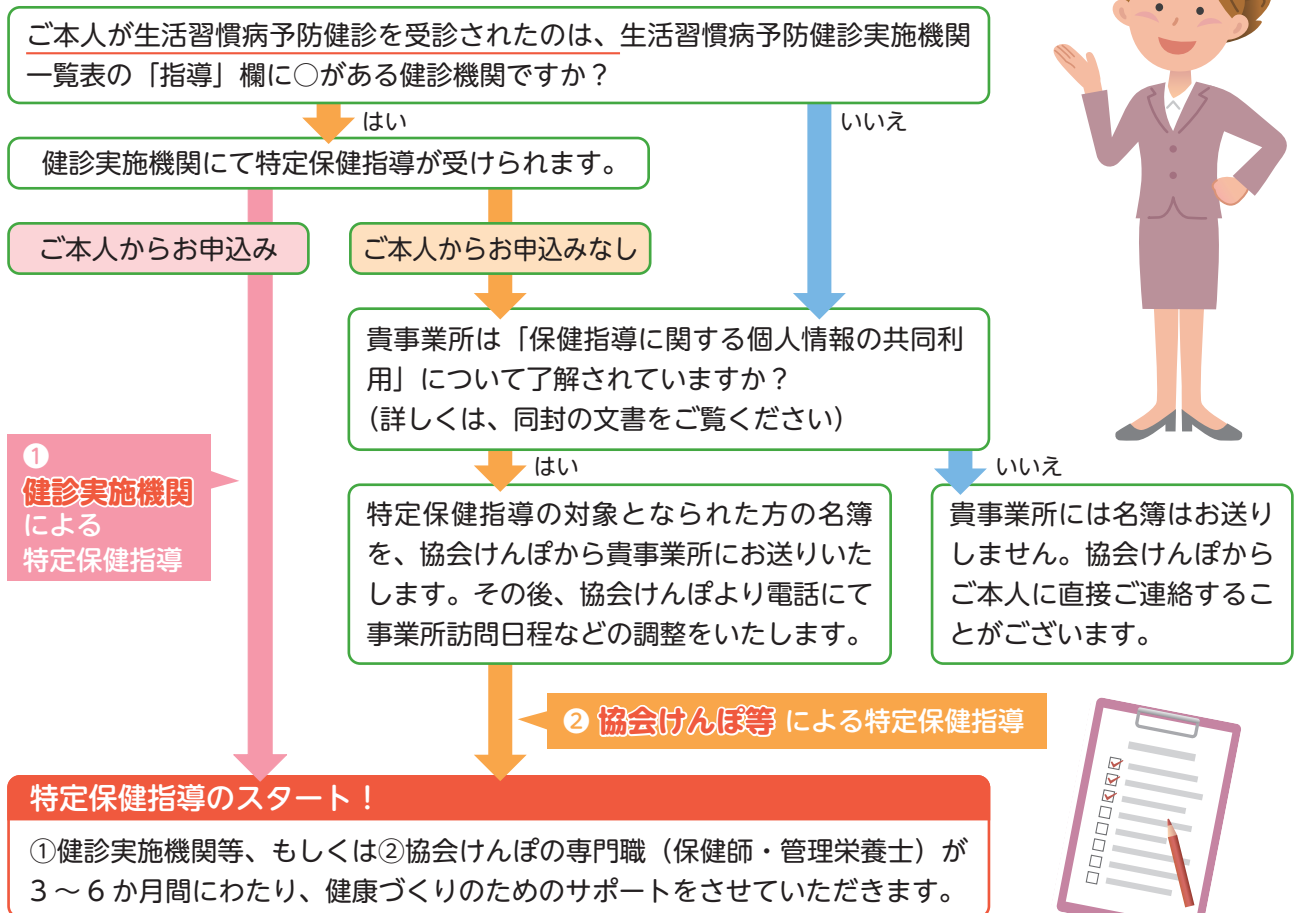 ご本人が生活習慣病予防健診を受診されたのは、生活習慣病予防健診実施機関
一覧表の「指導」欄に○がある健診機関ですか？
はい
いいえ
健診実施機関にて特定保健指導が受けられます。
ご本人からお申込み
ご本人からお申込みなし
貴事業所は「保健指導に関する個人情報の共同利
用」について了解されていますか？
（詳しくは、同封の文書をご覧ください）
❶
健診実施機関
による
特定保健指導
はい
いいえ
特定保健指導の対象となられた方の名簿
を、協会けんぽから貴事業所にお送りいた
します。その後、協会けんぽより電話にて
事業所訪問日程などの調整をいたします。
貴事業所には名簿はお送り
しません。協会けんぽから
ご本人に直接ご連絡するこ
とがございます。
❷ 協会けんぽ等 による特定保健指導
特定保健指導のスタート！
①健診実施機関等、もしくは②協会けんぽの専門職（保健師・管理栄養士）が
３～６か月間にわたり、健康づくりのためのサポートをさせていただきます。